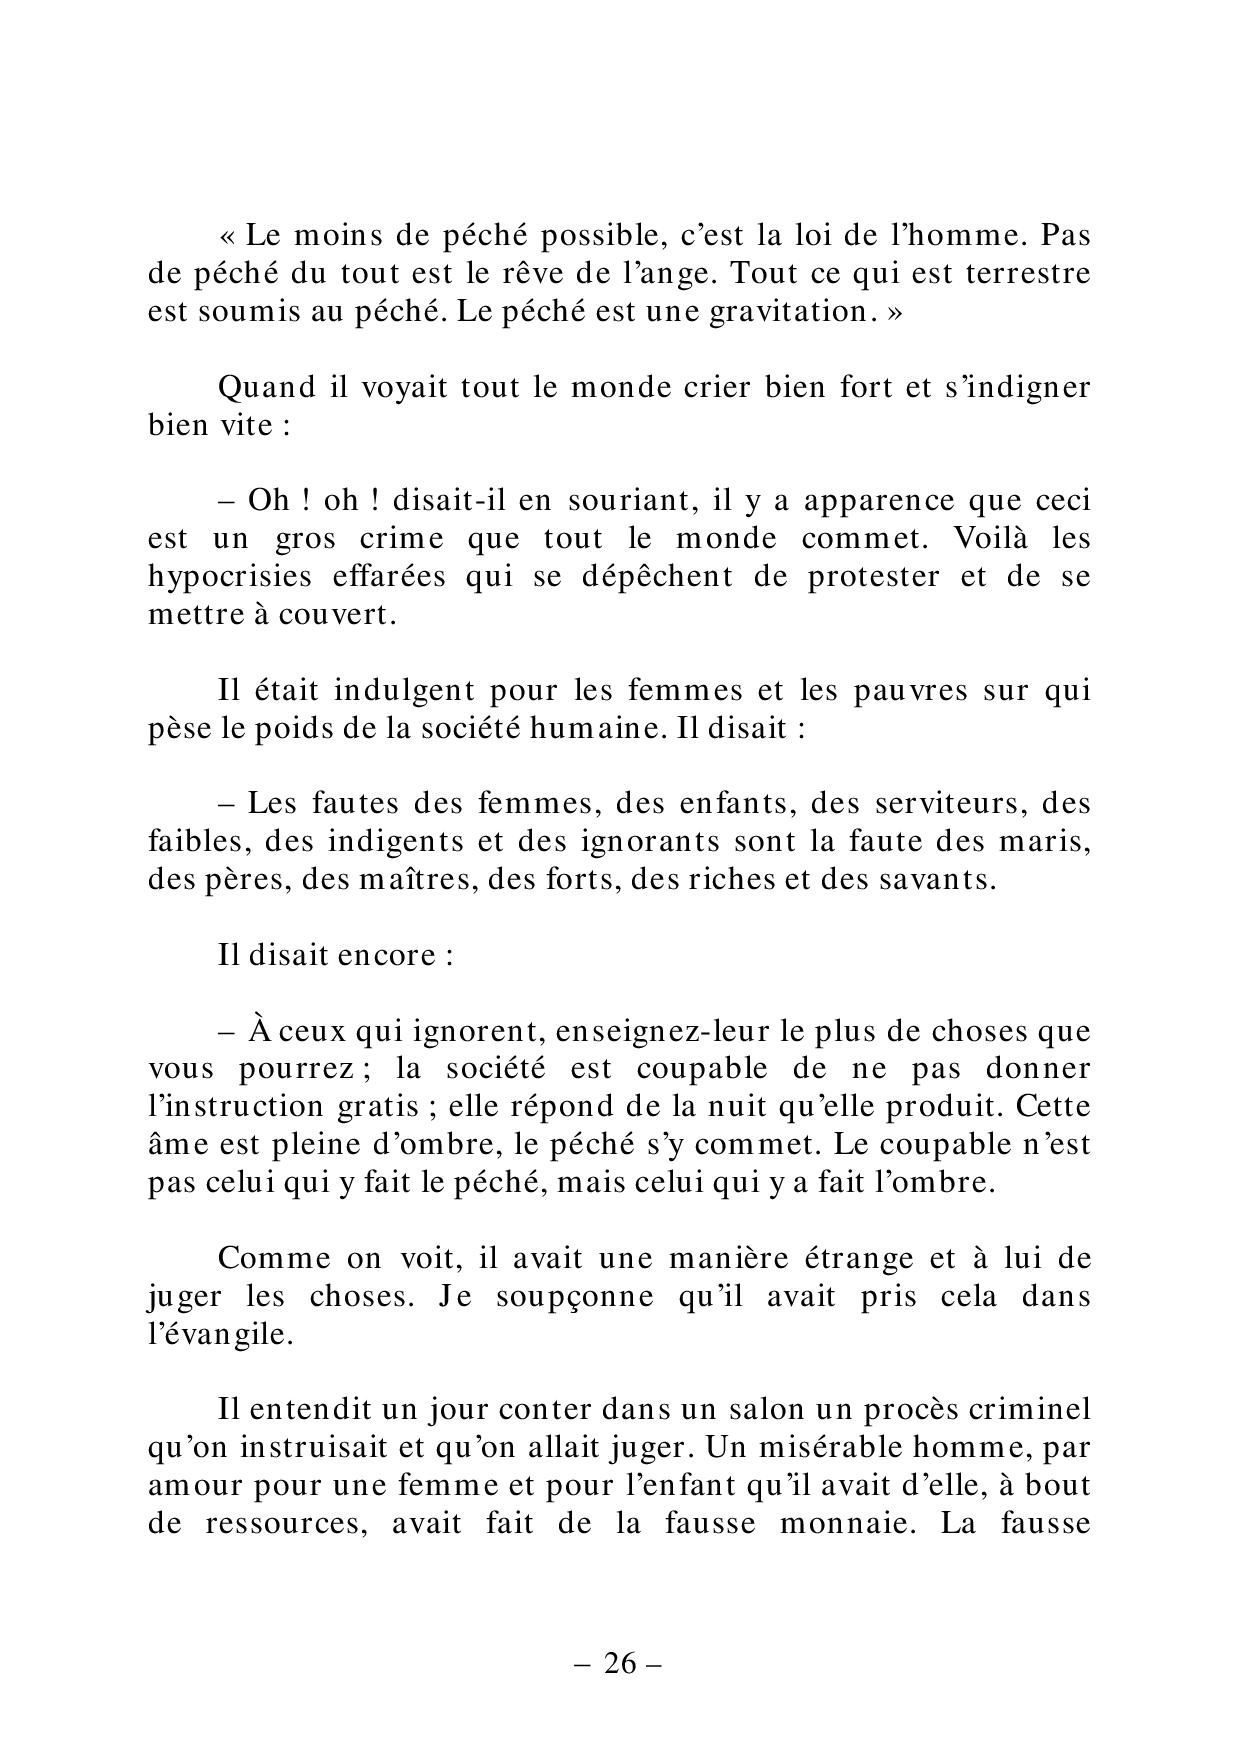 « Le moins de péché possible, c’est la loi de l’homme. Pas
de péché du tout est le rêve de l’ange. Tout ce qui est terrestre
est soumis au péché. Le péché est une gravitation. »
Quand il voyait tout le monde crier bien fort et s’indigner
bien vite :
– Oh ! oh ! disait-il en souriant, il y a apparence que ceci
est un gros crime que tout le monde commet. Voilà les
hypocrisies effarées qui se dépêchent de protester et de se
mettre à couvert.
Il était indulgent pour les femmes et les pauvres sur qui
pèse le poids de la société humaine. Il disait :
– Les fautes des femmes, des enfants, des serviteurs, des
faibles, des indigents et des ignorants sont la faute des maris,
des pères, des maîtres, des forts, des riches et des savants.
Il disait encore :
– À ceux qui ignorent, enseignez-leur le plus de choses que
vous pourrez ; la société est coupable de ne pas donner
l’instruction gratis ; elle répond de la nuit qu’elle produit. Cette
âme est pleine d’ombre, le péché s’y commet. Le coupable n’est
pas celui qui y fait le péché, mais celui qui y a fait l’ombre.
Comme on voit, il avait une manière étrange et à lui de
juger les choses. Je soupçonne qu’il avait pris cela dans
l’évangile.
Il entendit un jour conter dans un salon un procès criminel
qu’on instruisait et qu’on allait juger. Un misérable homme, par
amour pour une femme et pour l’enfant qu’il avait d’elle, à bout
de ressources, avait fait de la fausse monnaie. La fausse
– 26 –